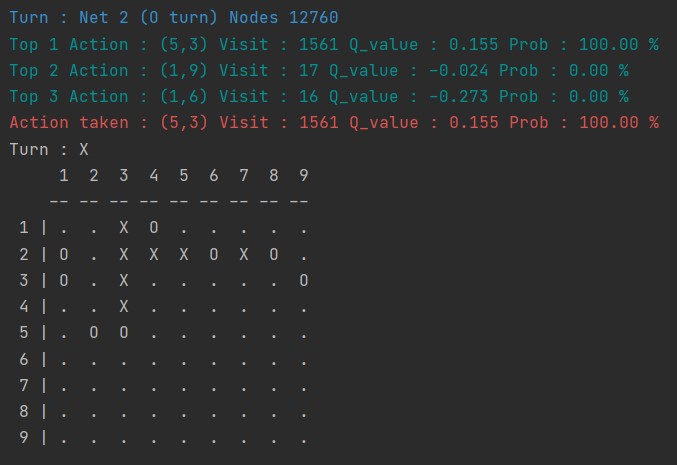 Turn : Net 2 (O turn) Nodes 12760
Top 1 Action : (5,3) Visit : 1561 Q_value : 0.155 Prob : 100.00 %
Top 2 Action : (1,9) Visit : 17 Q_value : -0.024 Prob : 0.00 %
Top 3 Action : (1,6) Visit : 16 Q_value : -0.273 Prob : 0.00 %
Action taken : (5,3) Visit : 1561 Q_value : 0.155 Prob : 100.00 %
Turn : X
     1  2  3  4  5  6  7  8  9
    -- -- -- -- -- -- -- -- --
 1 | .  .  X  O  .  .  .  .  .
 2 | O  .  X  X  X  O  X  O  .
 3 | O  .  X  .  .  .  .  .  O
 4 | .  .  X  .  .  .  .  .  .
 5 | .  O  O  .  .  .  .  .  .
 6 | .  .  .  .  .  .  .  .  .
 7 | .  .  .  .  .  .  .  .  .
 8 | .  .  .  .  .  .  .  .  .
 9 | .  .  .  .  .  .  .  .  .